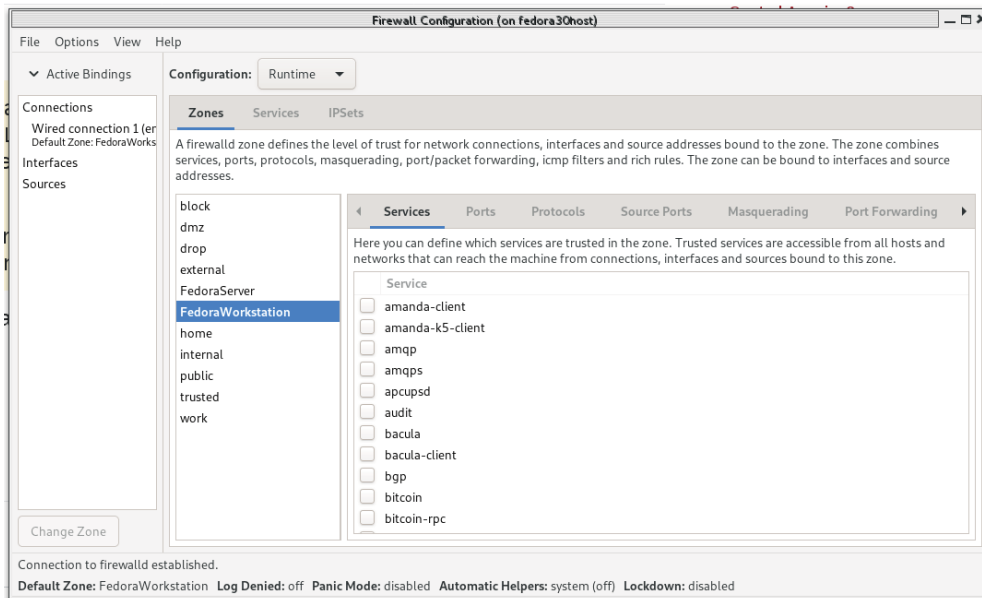 Firewall Configuration (on fedora30host)
File Options View Help
Active Bindings
Configuration: Runtime
Connections
Wired connection 1 (er
Default Zone: FedoraWorks
Interfaces
Sources
Change Zone
Zones Services IPSets
A firewalld zone defines the level of trust for network connections, interfaces and source addresses bound to the zone. The zone combines
services, ports, protocols, masquerading, port/packet forwarding, icmp filters and rich rules. The zone can be bound to interfaces and source
addresses.
block
dmz
drop
external
FedoraServer
FedoraWorkstation
home
internal
public
trusted
work
Services Ports Protocols Source Ports Masquerading Port Forwarding
Here you can define which services are trusted in the zone. Trusted services are accessible from all hosts and
networks that can reach the machine from connections, interfaces and sources bound to this zone.
Service
amanda-client
amanda-k5-client
amqp
amqps
apcupsd
audit
bacula
bacula-client
bgp
bitcoin
bitcoin-rpc
Connection to firewalld established.
Default Zone: FedoraWorkstation Log Denied: off Panic Mode: disabled Automatic Helpers: system (off) Lockdown: disabled